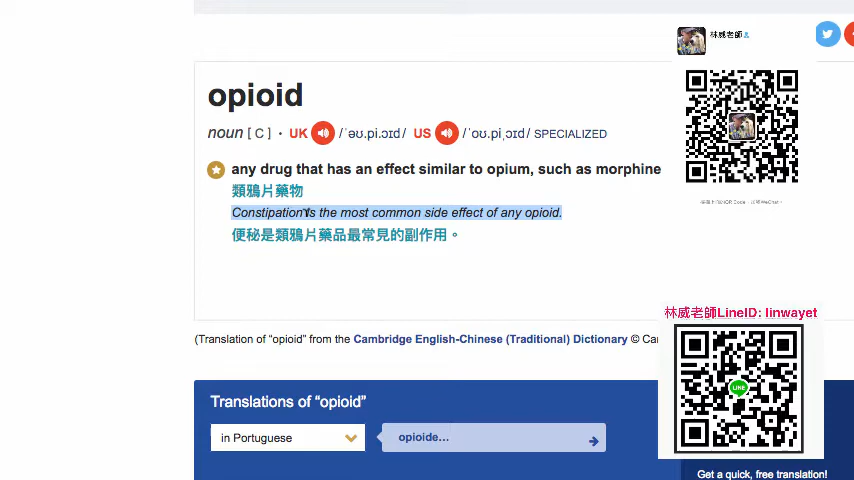 林威老師
opioid
noun [ C ] • UK /ˈəʊ.pi.ɔɪd/ US /ˈoʊ.piˌɔɪd/ SPECIALIZED
any drug that has an effect similar to opium, such as morphine
類鴉片藥物
Constipation is the most common side effect of any opioid.
便秘是類鴉片藥品最常見的副作用。
林威老師LineID: linwayet
LINE
(Translation of “opioid” from the Cambridge English-Chinese (Traditional) Dictionary ©
Translations of “opioid”
in Portuguese
opioide…
Get a quick, free translation!